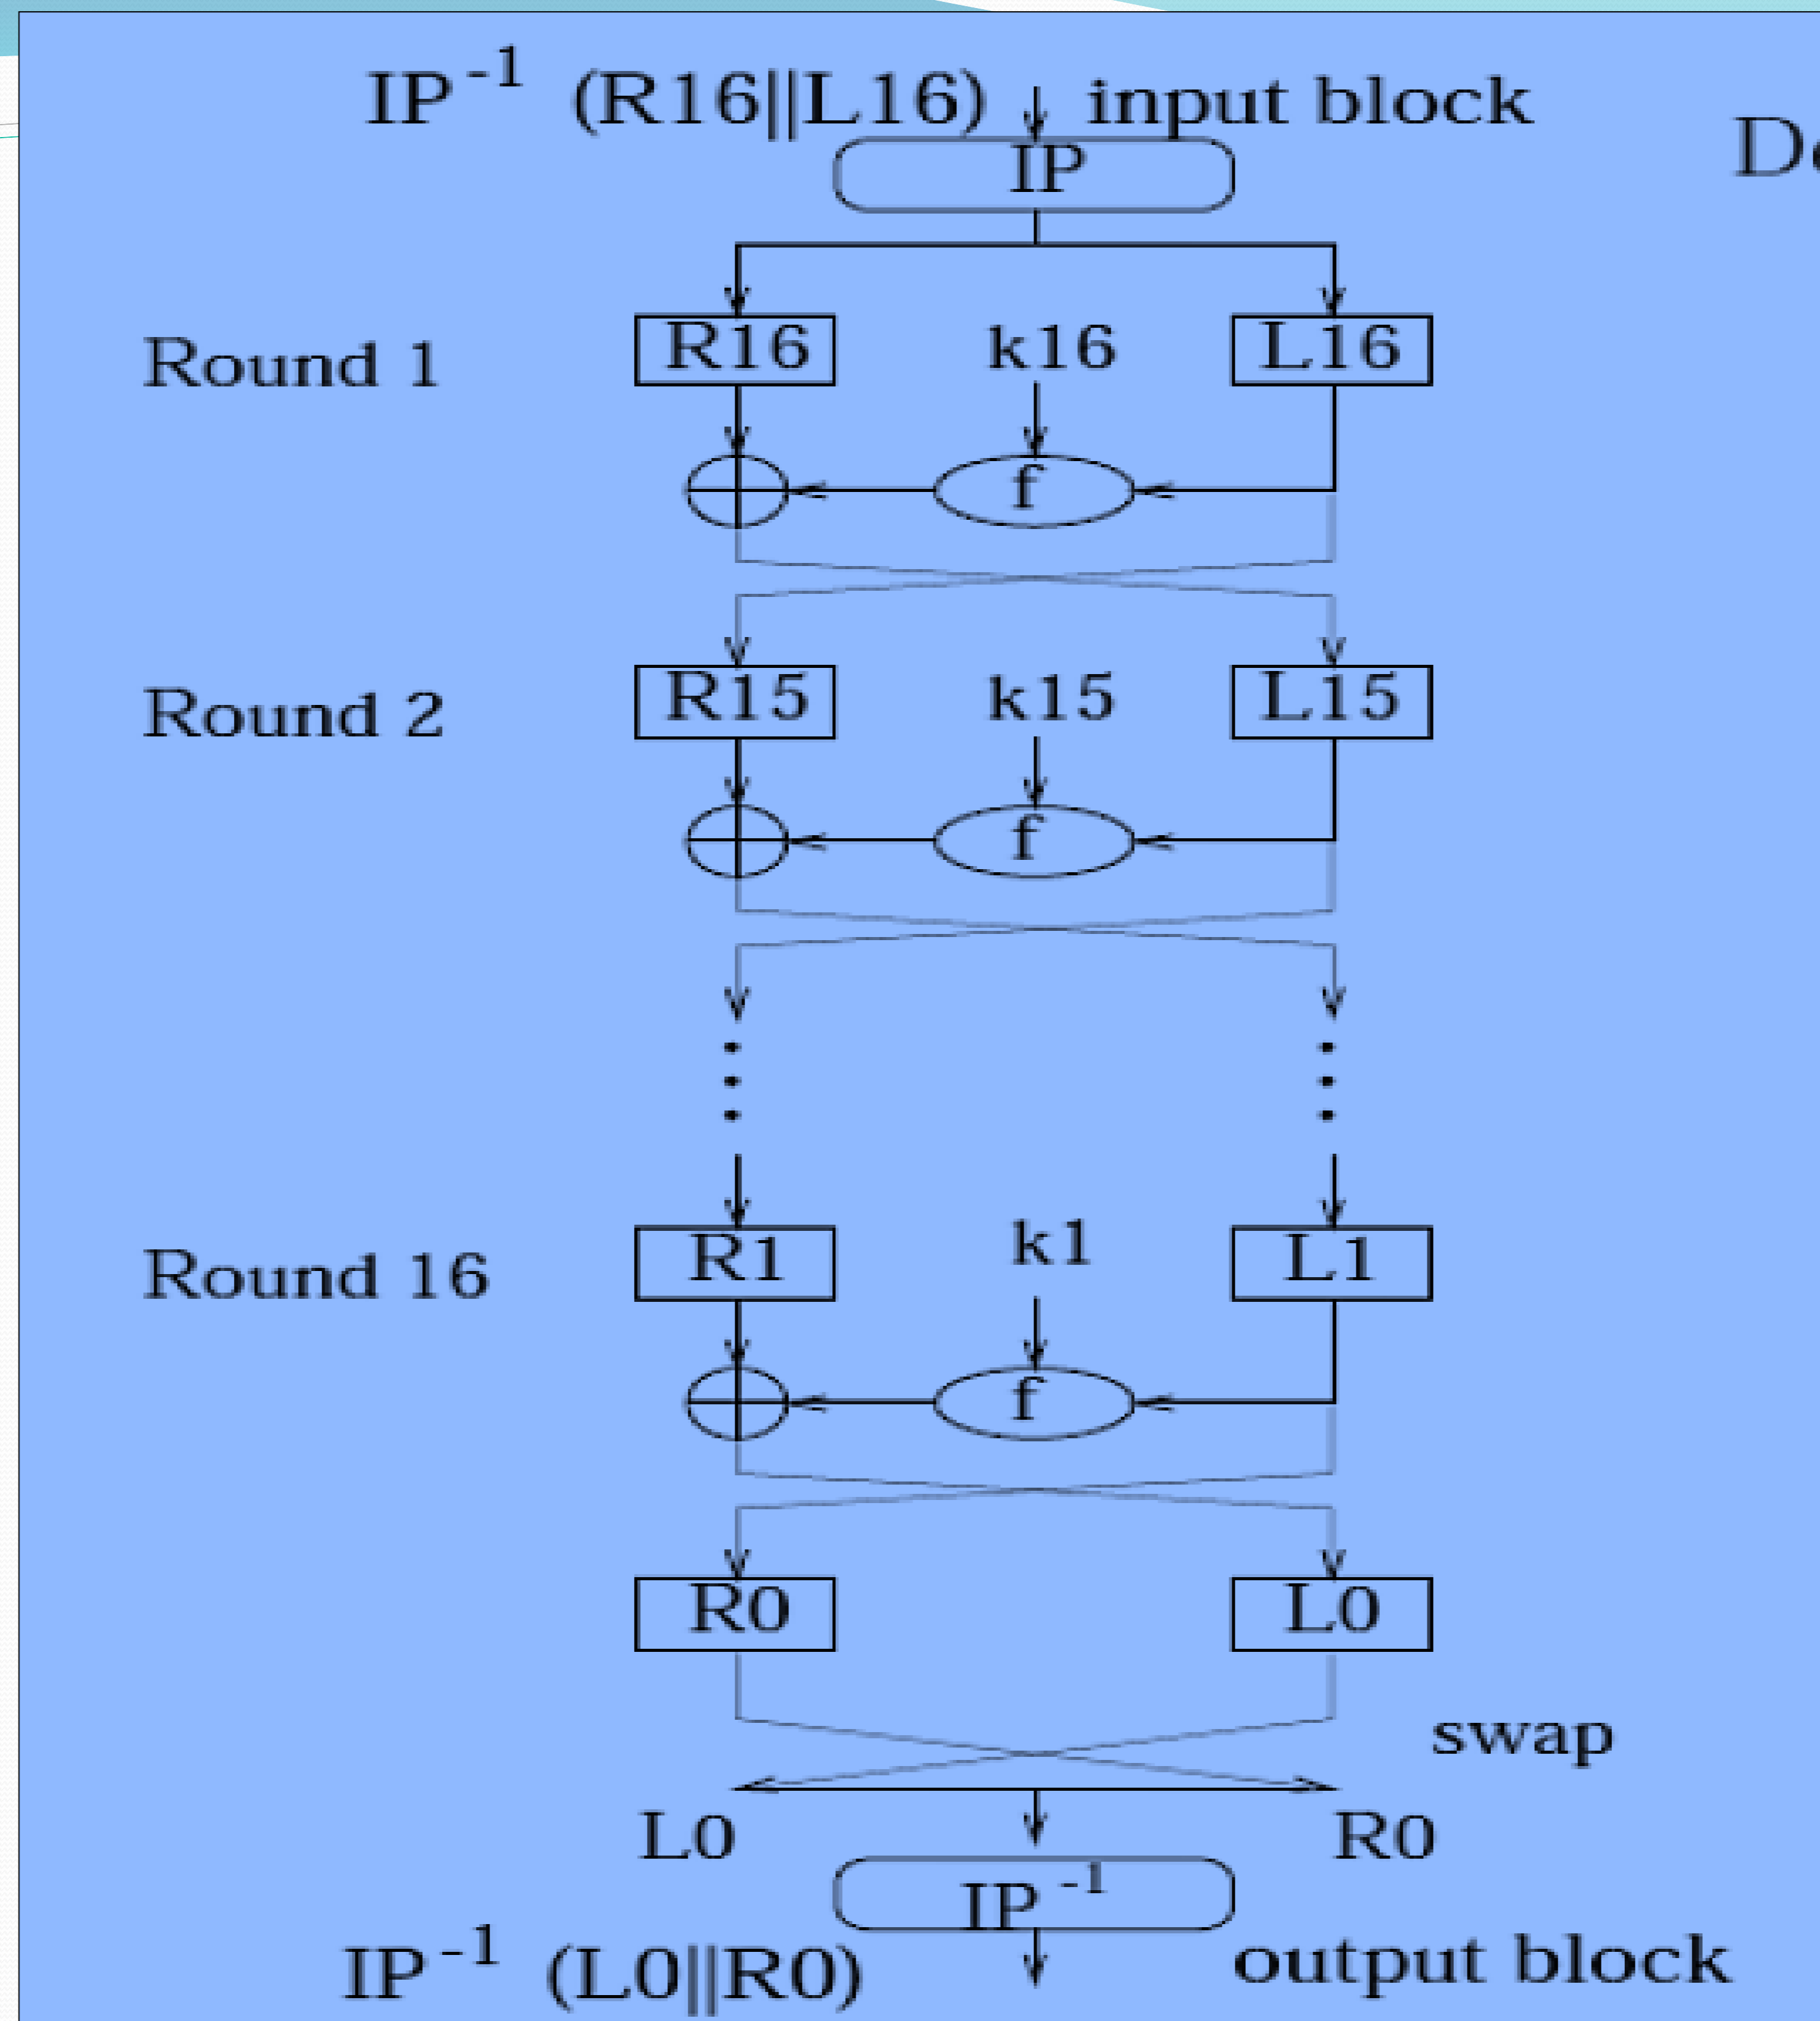 IP⁻¹ (R16||L16) input block
IP
Round 1 R16 k16 L16
f
Round 2 R15 k15 L15
f
Round 16 R1 k1 L1
f
R0 L0
swap
L0 R0
IP⁻¹
IP⁻¹ (L0||R0) output block